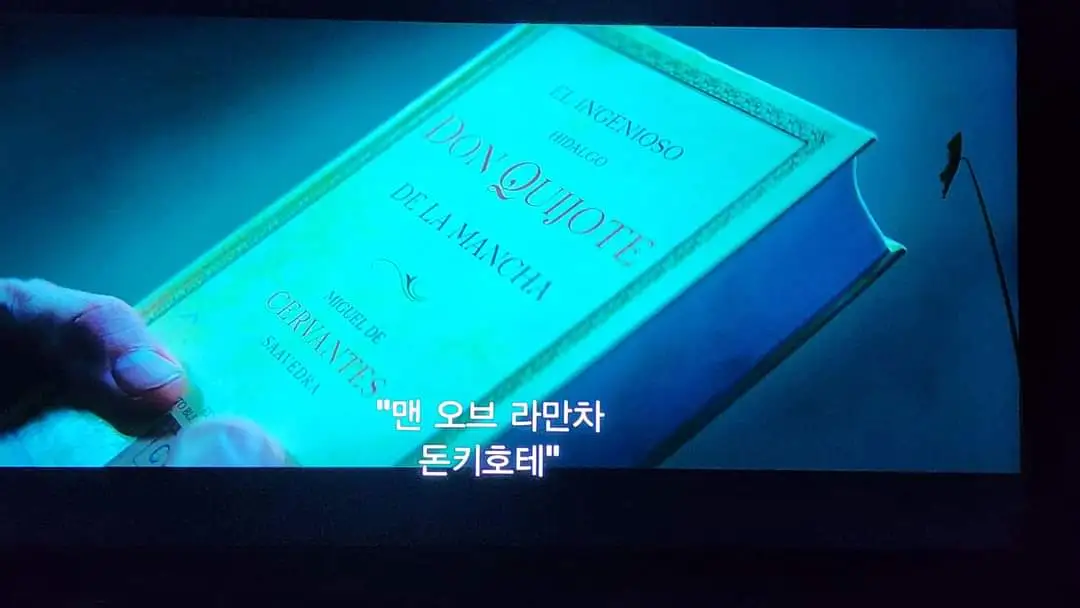 EL INGENIOSO
HIDALGO
DON QUIJOTE
DE LA MANCHA
MIGUEL DE
CERVANTES
SAAVEDRA
"맨 오브 라만차
돈키호테"